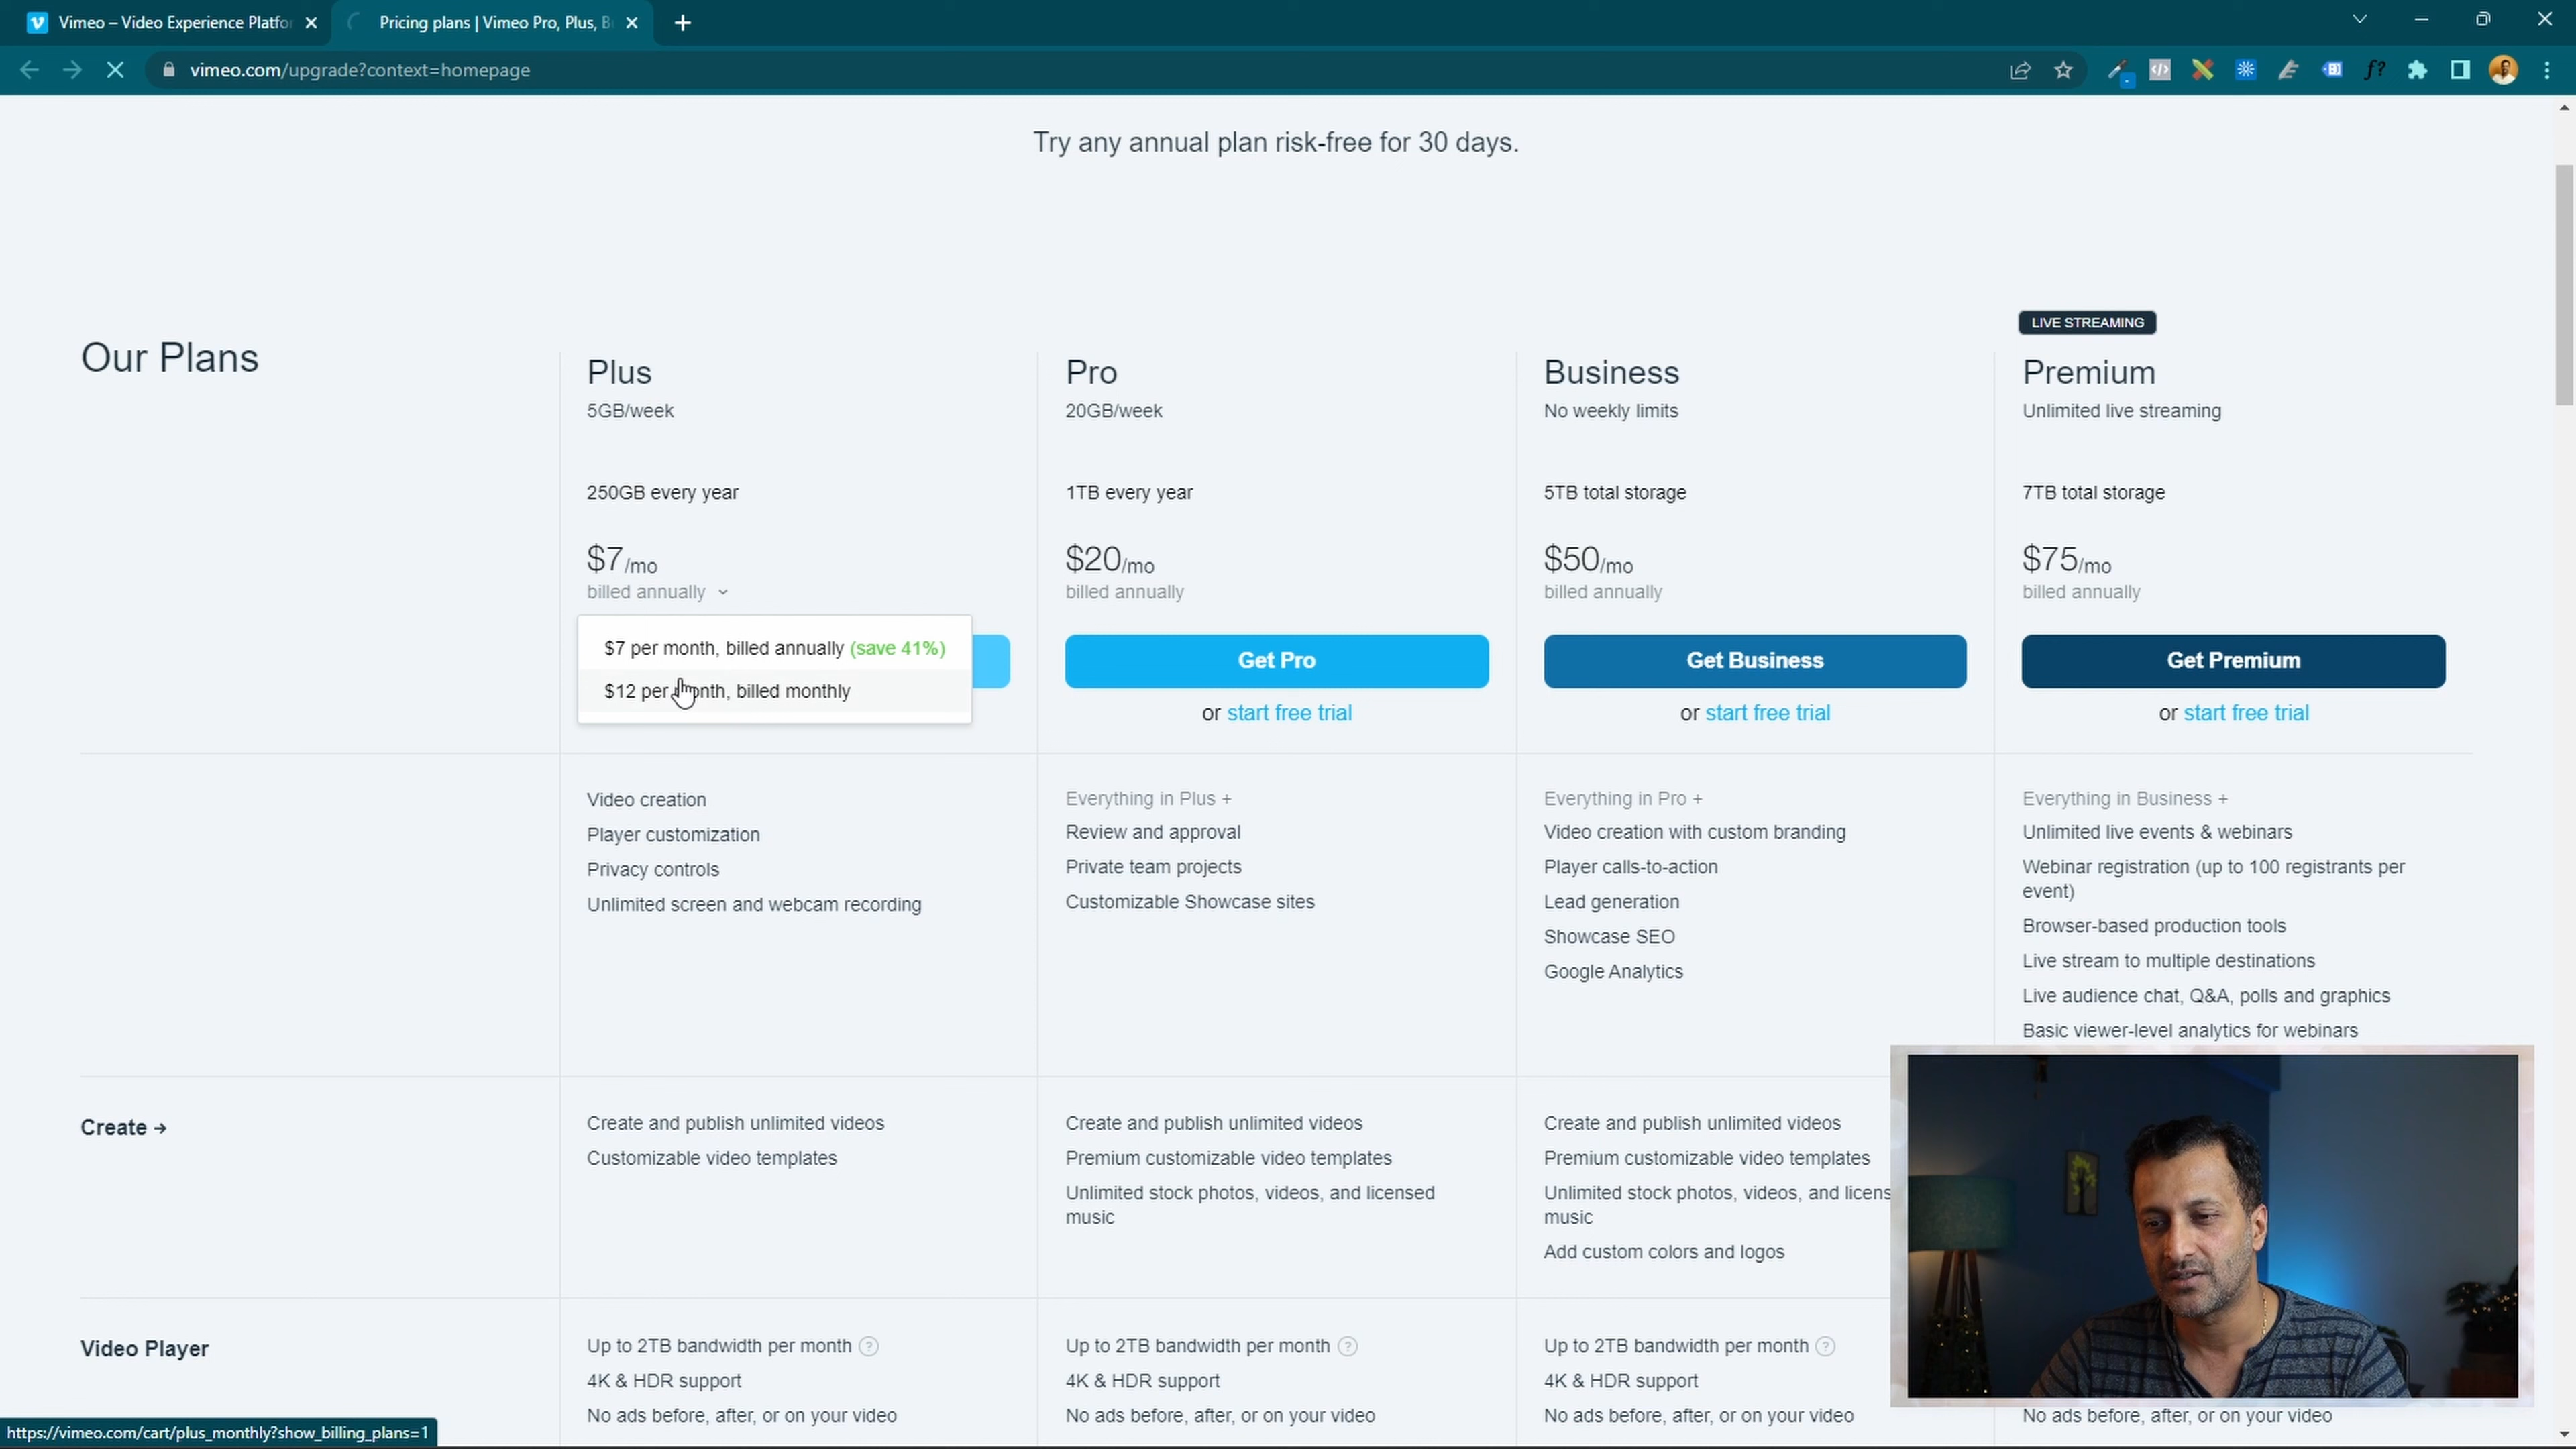 Vimeo – Video Experience Platfo
Pricing plans | Vimeo Pro, Plus, B
vimeo.com/upgrade?context=homepage
Try any annual plan risk-free for 30 days.
LIVE STREAMING
Our Plans
Plus
Pro
Business
Premium
5GB/week
20GB/week
No weekly limits
Unlimited live streaming
250GB every year
1TB every year
5TB total storage
7TB total storage
$7/mo
$20/mo
$50/mo
$75/mo
billed annually
billed annually
billed annually
billed annually
$7 per month, billed annually (save 41%)
$12 per month, billed monthly
Get Pro
Get Business
Get Premium
or start free trial
or start free trial
or start free trial
Video creation
Player customization
Privacy controls
Unlimited screen and webcam recording
Everything in Plus +
Review and approval
Private team projects
Customizable Showcase sites
Everything in Pro +
Video creation with custom branding
Player calls-to-action
Lead generation
Showcase SEO
Google Analytics
Everything in Business +
Unlimited live events & webinars
Webinar registration (up to 100 registrants per
event)
Browser-based production tools
Live stream to multiple destinations
Live audience chat, Q&A, polls and graphics
Basic viewer-level analytics for webinars
Create →
Create and publish unlimited videos
Customizable video templates
Create and publish unlimited videos
Premium customizable video templates
Unlimited stock photos, videos, and licensed
music
Create and publish unlimited videos
Premium customizable video templates
Unlimited stock photos, videos, and licens
music
Add custom colors and logos
Video Player
Up to 2TB bandwidth per month ?
4K & HDR support
No ads before, after, or on your video
Up to 2TB bandwidth per month ?
4K & HDR support
No ads before, after, or on your video
Up to 2TB bandwidth per month ?
4K & HDR support
No ads before, after, or on your video
No ads before, after, or on your video
https://vimeo.com/cart/plus_monthly?show_billing_plans=1